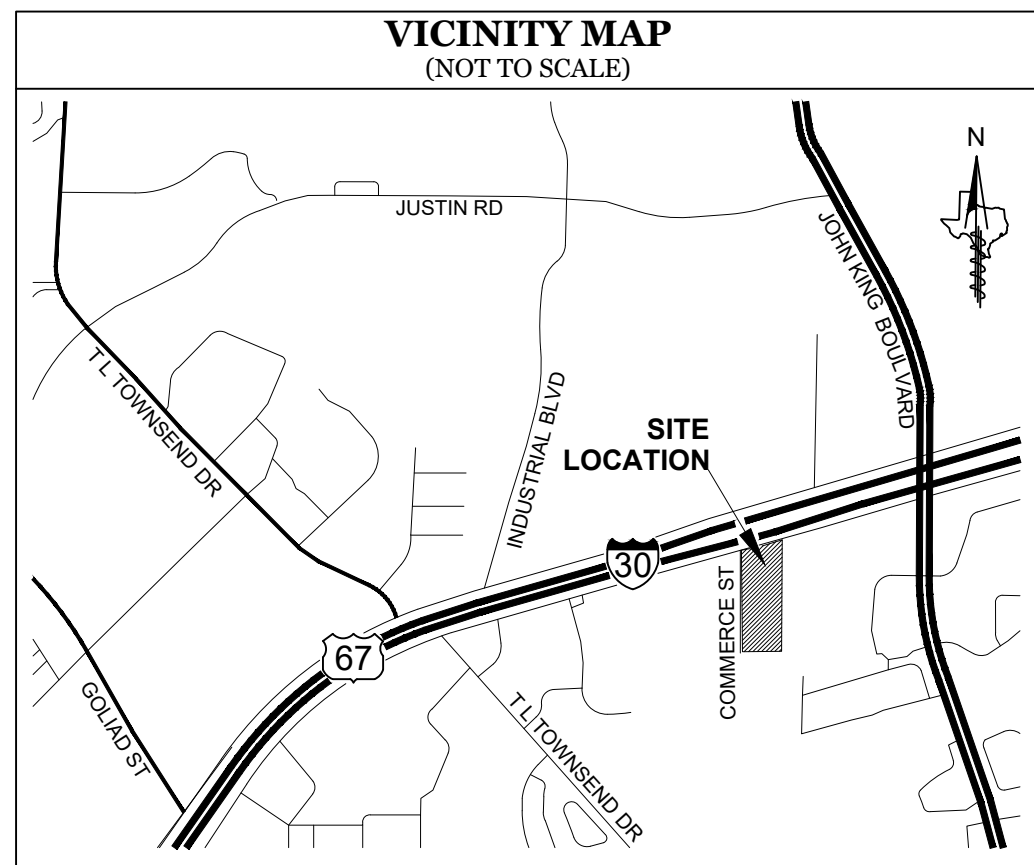 VICINITY MAP
(NOT TO SCALE)
N
JUSTIN RD
JOHN KING BOULVARD
T L TOWNSEND DR
INDUSTRIAL BLVD
SITE
LOCATION
30
COMMERCE ST
67
GOLIAD ST
T L TOWNSEND DR